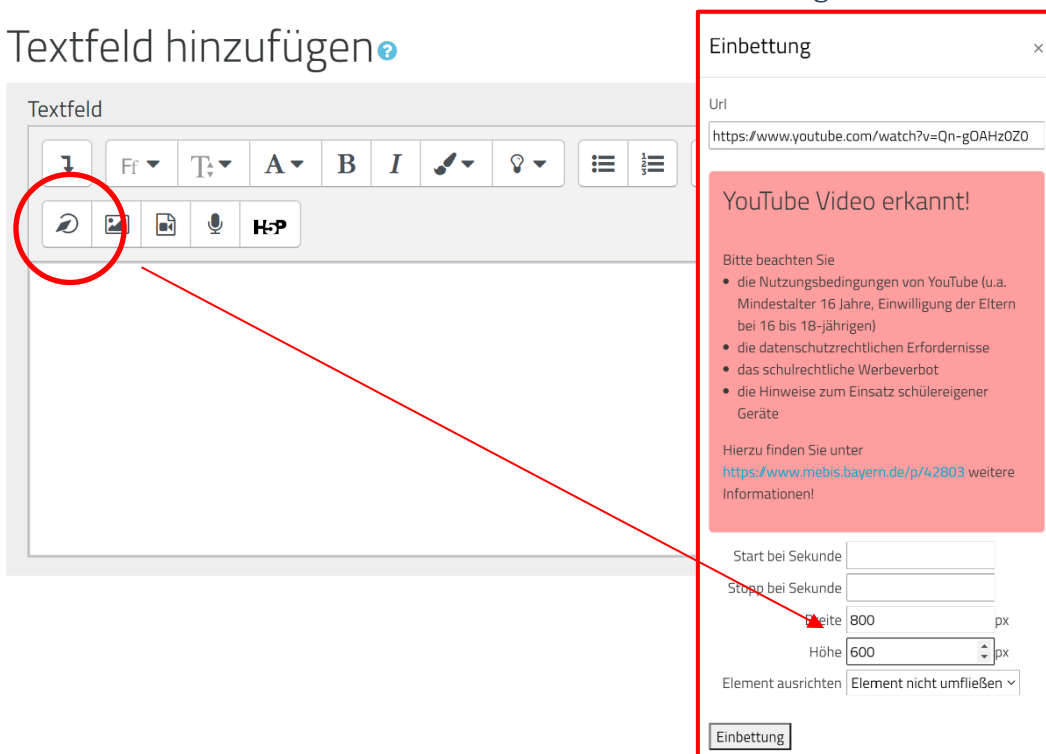 Textfeld hinzufügen
Textfeld
Ff T A B I
H5P
Einbettung ×
Url
https://www.youtube.com/watch?v=Qn-gOAHz0Z0
YouTube Video erkannt!
Bitte beachten Sie
• die Nutzungsbedingungen von YouTube (u.a.
Mindestalter 16 Jahre, Einwilligung der Eltern
bei 16 bis 18-jährigen)
• die datenschutzrechtlichen Erfordernisse
• das schulrechtliche Werbeverbot
• die Hinweise zum Einsatz schülereigener
Geräte
Hierzu finden Sie unter
https://www.mebis.bayern.de/p/42803 weitere
Informationen!
Start bei Sekunde
Stopp bei Sekunde
Breite 800 px
Höhe 600 px
Element ausrichten Element nicht umfließen
Einbettung